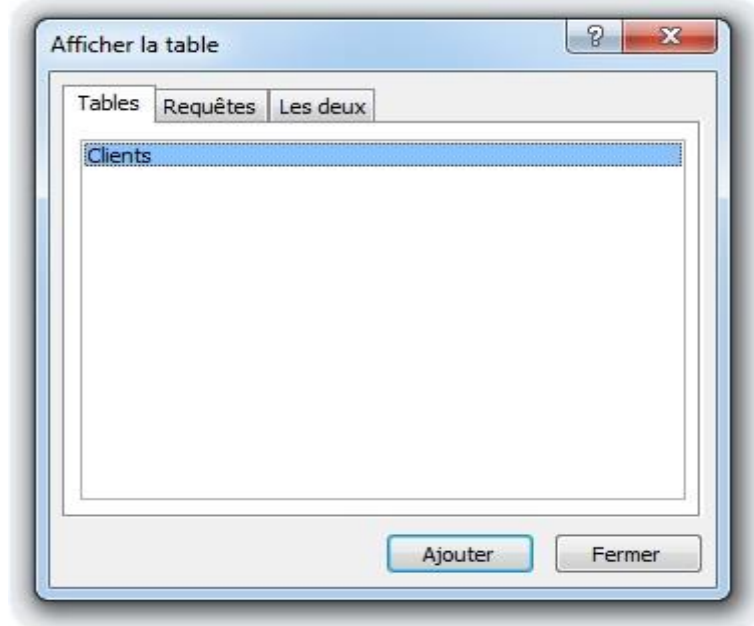 Afficher la table
? X
Tables Requêtes Les deux
Clients
Ajouter Fermer